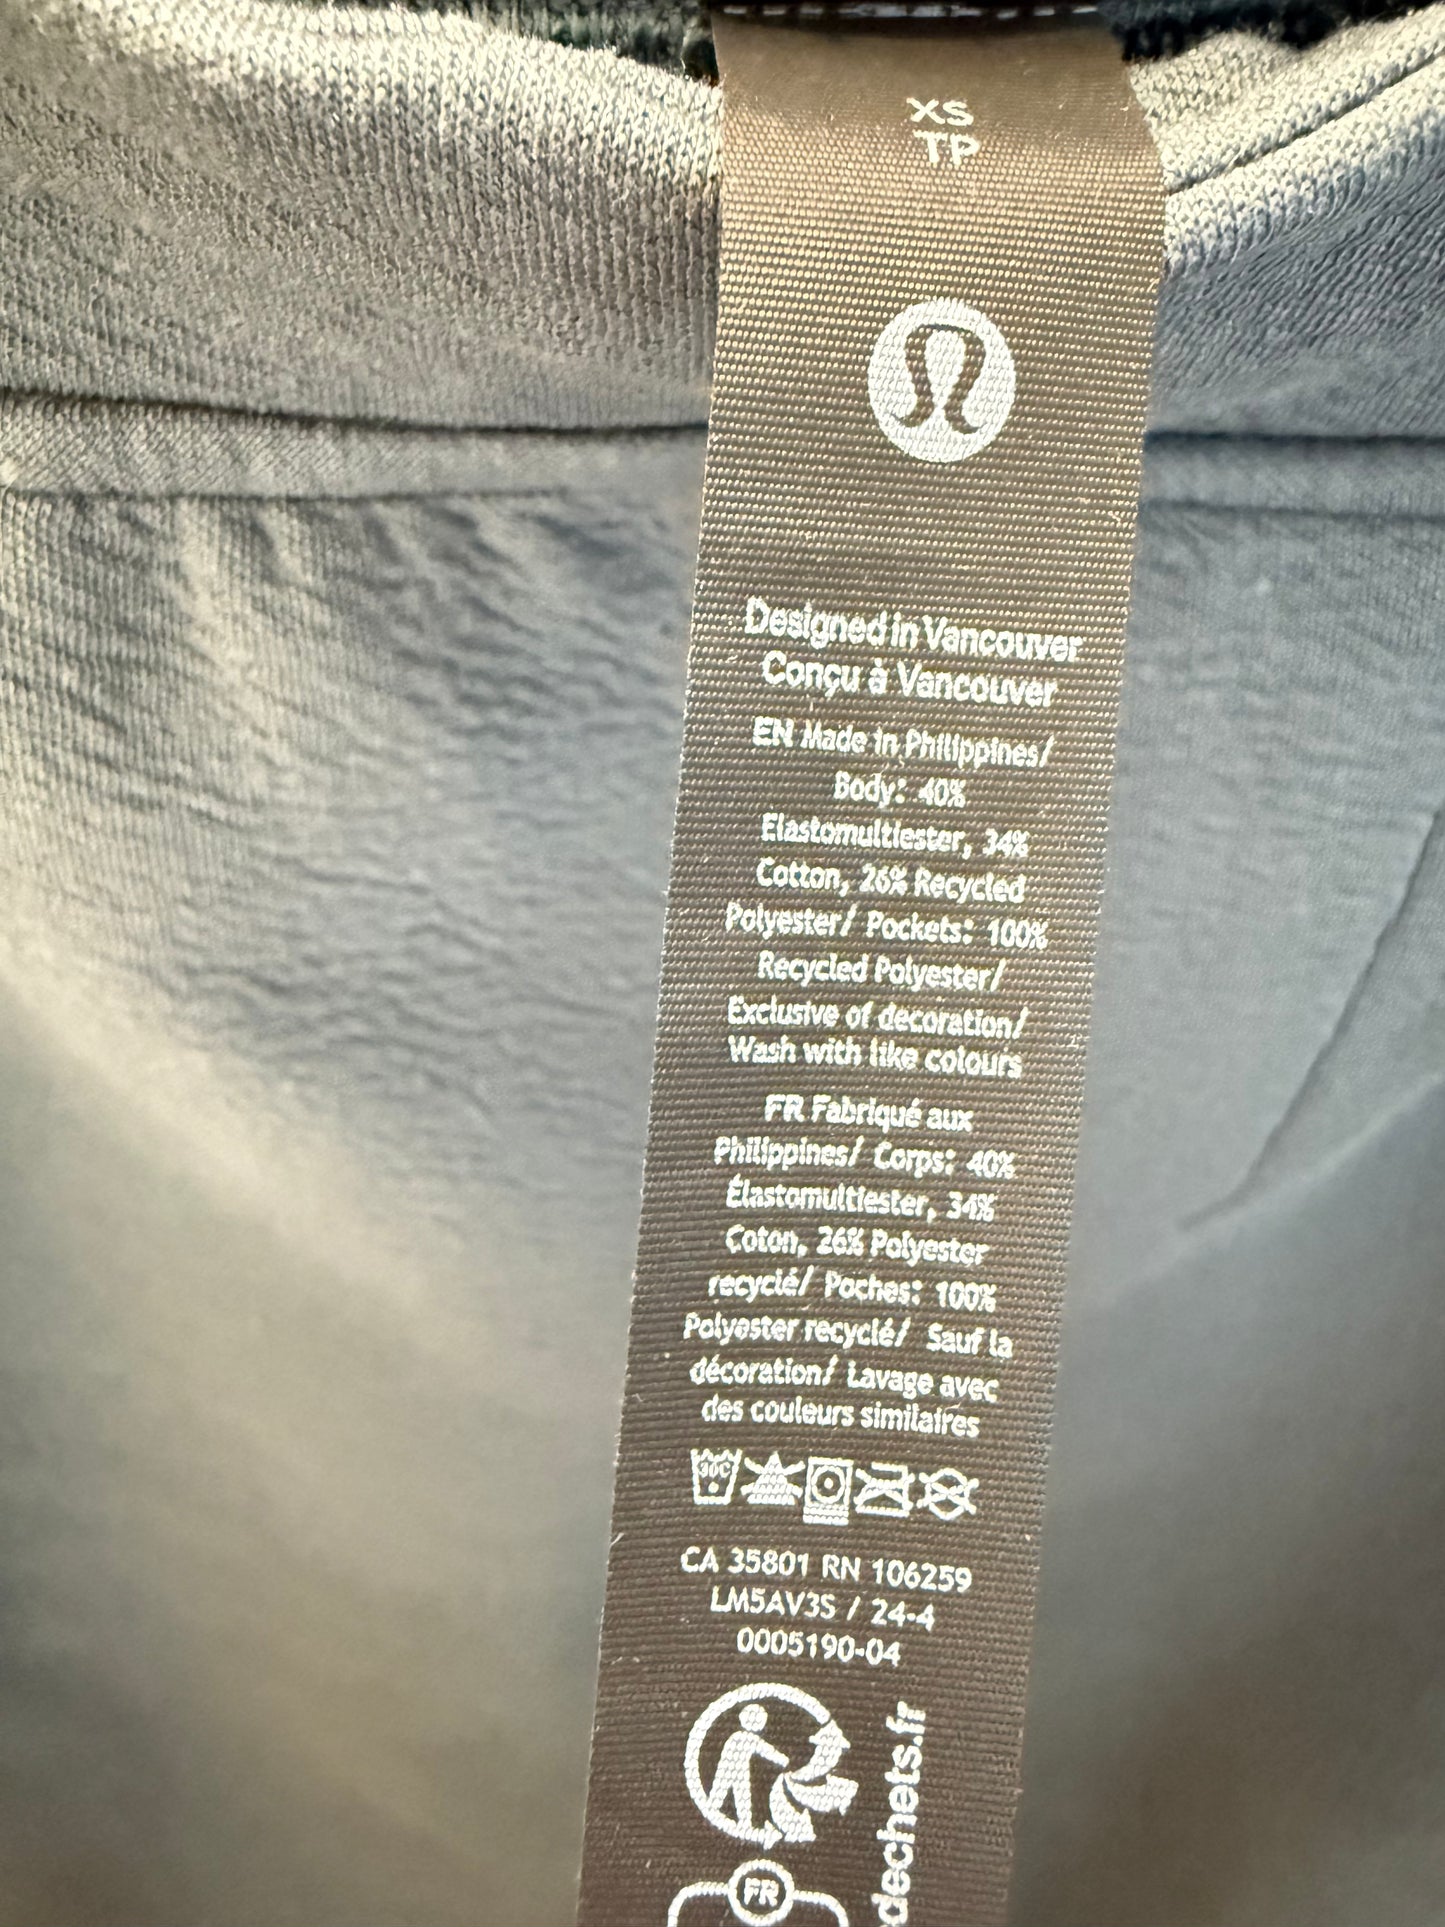 XS
TP
Designed in Vancouver
Conçu à Vancouver
EN Made in Philippines/
Body: 40%
Elastomultiester, 34%
Cotton, 26% Recycled
Polyester/ Pockets: 100%
Recycled Polyester/
Exclusive of decoration/
Wash with like colours
FR Fabriqué aux
Philippines/ Corps: 40%
Élastomultiester, 34%
Coton, 26% Polyester
recyclé/ Poches: 100%
Polyester recyclé/ Sauf la
décoration/ Lavage avec
des couleurs similaires
30C
CA 35801 RN 106259
LM5AV3S / 24-4
0005190-04
dechets.fr
FR